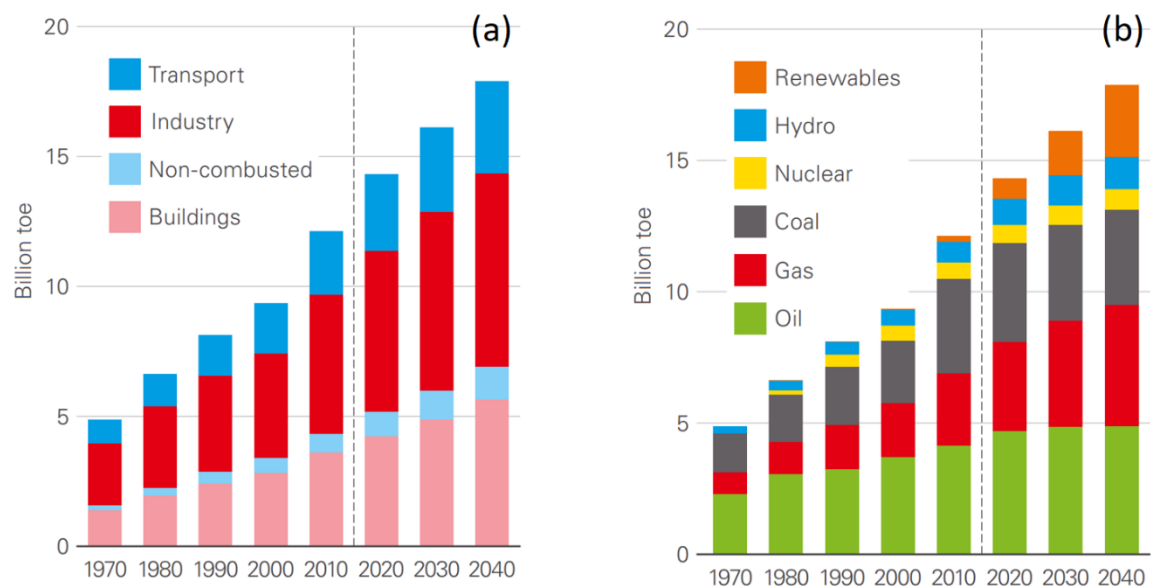 20
(a)
Transport
Industry
Non-combusted
Buildings
15
10
5
0
Billion toe
1970 1980 1990 2000 2010 2020 2030 2040
20
(b)
Renewables
Hydro
Nuclear
Coal
Gas
Oil
15
10
5
0
Billion toe
1970 1980 1990 2000 2010 2020 2030 2040